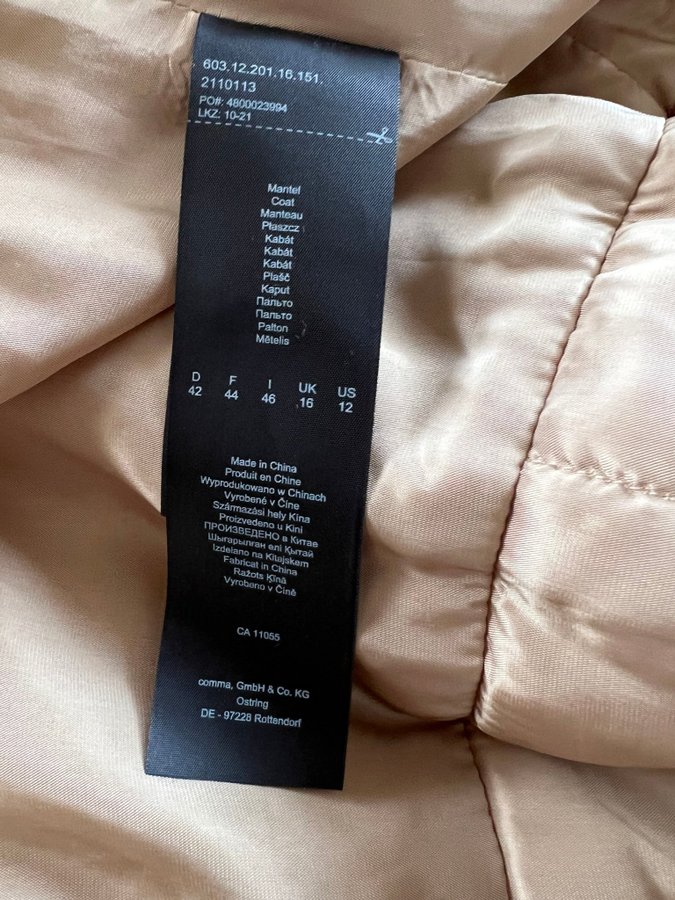 603.12.201.16.151.
2110113
PO#: 4800023994
LKZ: 10-21
Mantel
Coat
Manteau
Płaszcz
Kabát
Kabát
Kabát
Plašč
Kaput
Пальто
Пальто
Palton
Mētelis
D F I UK US
42 44 46 16 12
Made in China
Produit en Chine
Wyprodukowano w Chinach
Vyrobené v Čine
Származási hely Kína
Proizvedeno u Kini
ПРОИЗВЕДЕНО в Китае
Шығарылған елі Қытай
Izdelano na Kitajskem
Fabricat in China
Ražots Ķīnā
Vyrobeno v Číně
CA 11055
comma, GmbH & Co. KG
Ostring
DE - 97228 Rottendorf